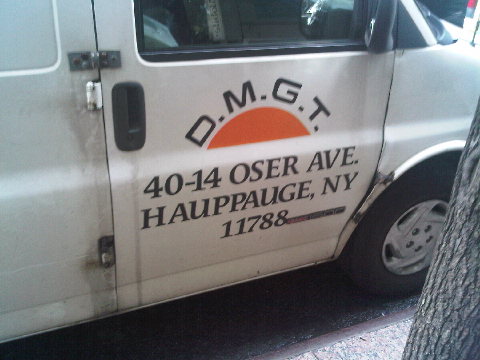 D.M.G.T.
40-14 OSER AVE.
HAUPPAUGE, NY
11788